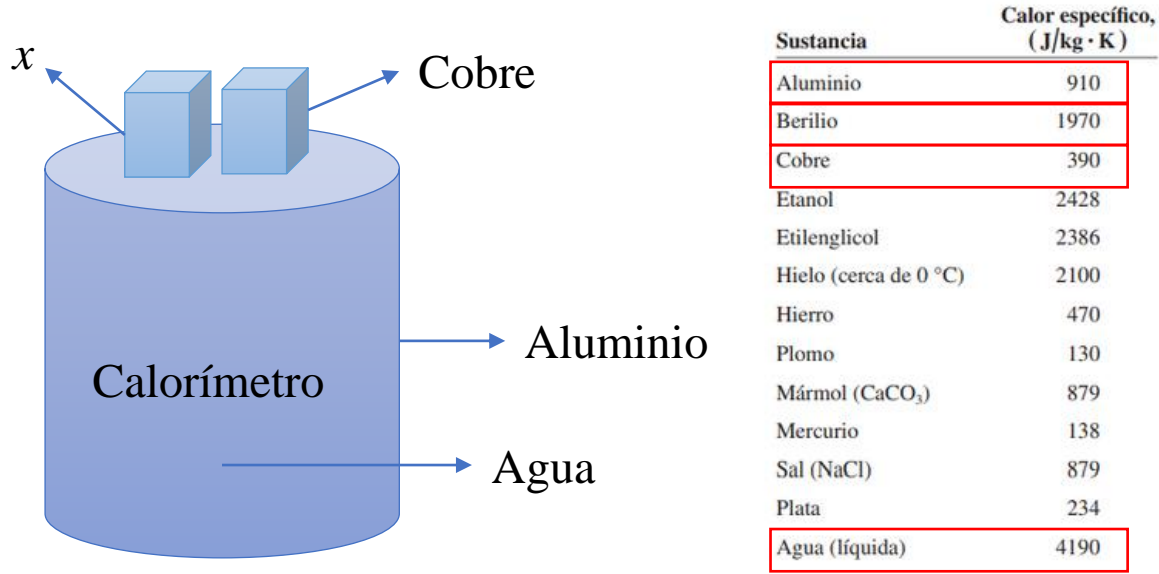 x
Cobre
Aluminio
Calorímetro
Agua
Calor específico,
Sustancia (J/kg · K)
Aluminio 910
Berilio 1970
Cobre 390
Etanol 2428
Etilenglicol 2386
Hielo (cerca de 0 °C) 2100
Hierro 470
Plomo 130
Mármol (CaCO₃) 879
Mercurio 138
Sal (NaCl) 879
Plata 234
Agua (líquida) 4190